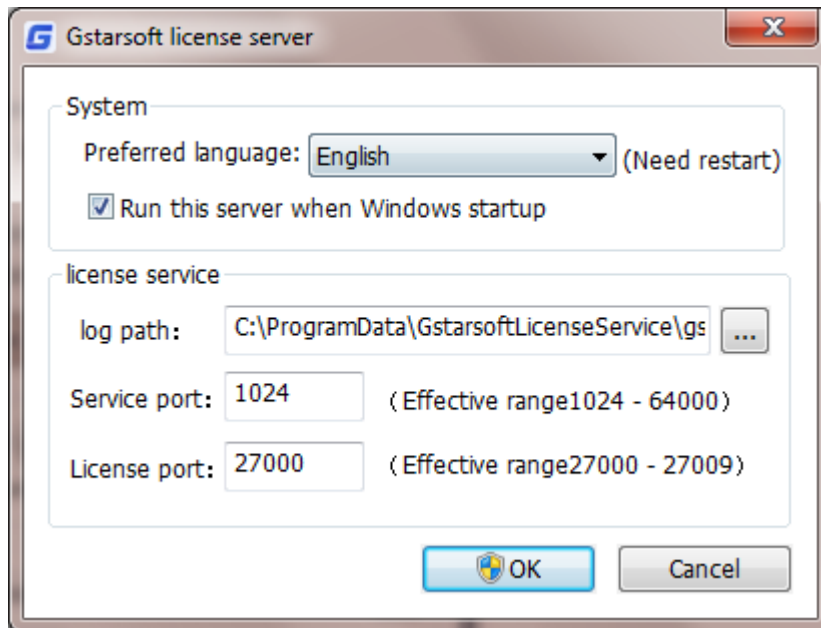 Gstarsoft license server
System
Preferred language: English (Need restart)
Run this server when Windows startup
license service
log path: C:\ProgramData\GstarsoftLicenseService\gs ...
Service port: 1024 (Effective range1024 - 64000)
License port: 27000 (Effective range27000 - 27009)
OK Cancel